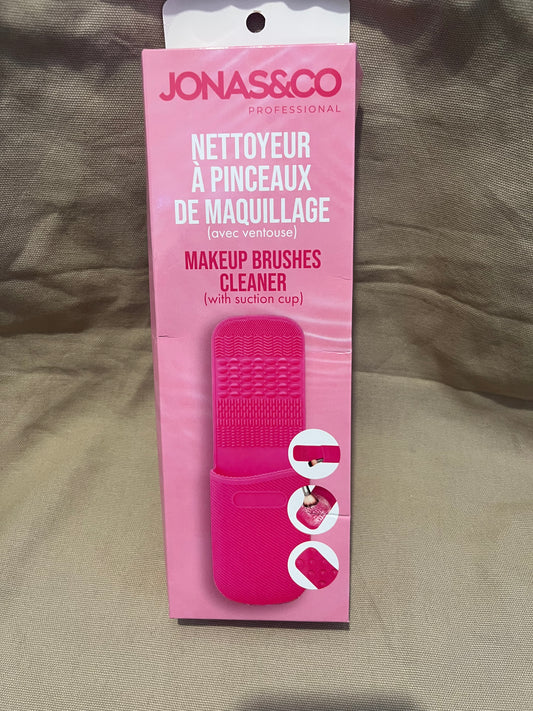 JONAS&CO
PROFESSIONAL
NETTOYEUR
À PINCEAUX
DE MAQUILLAGE
(avec ventouse)
MAKEUP BRUSHES
CLEANER
(with suction cup)